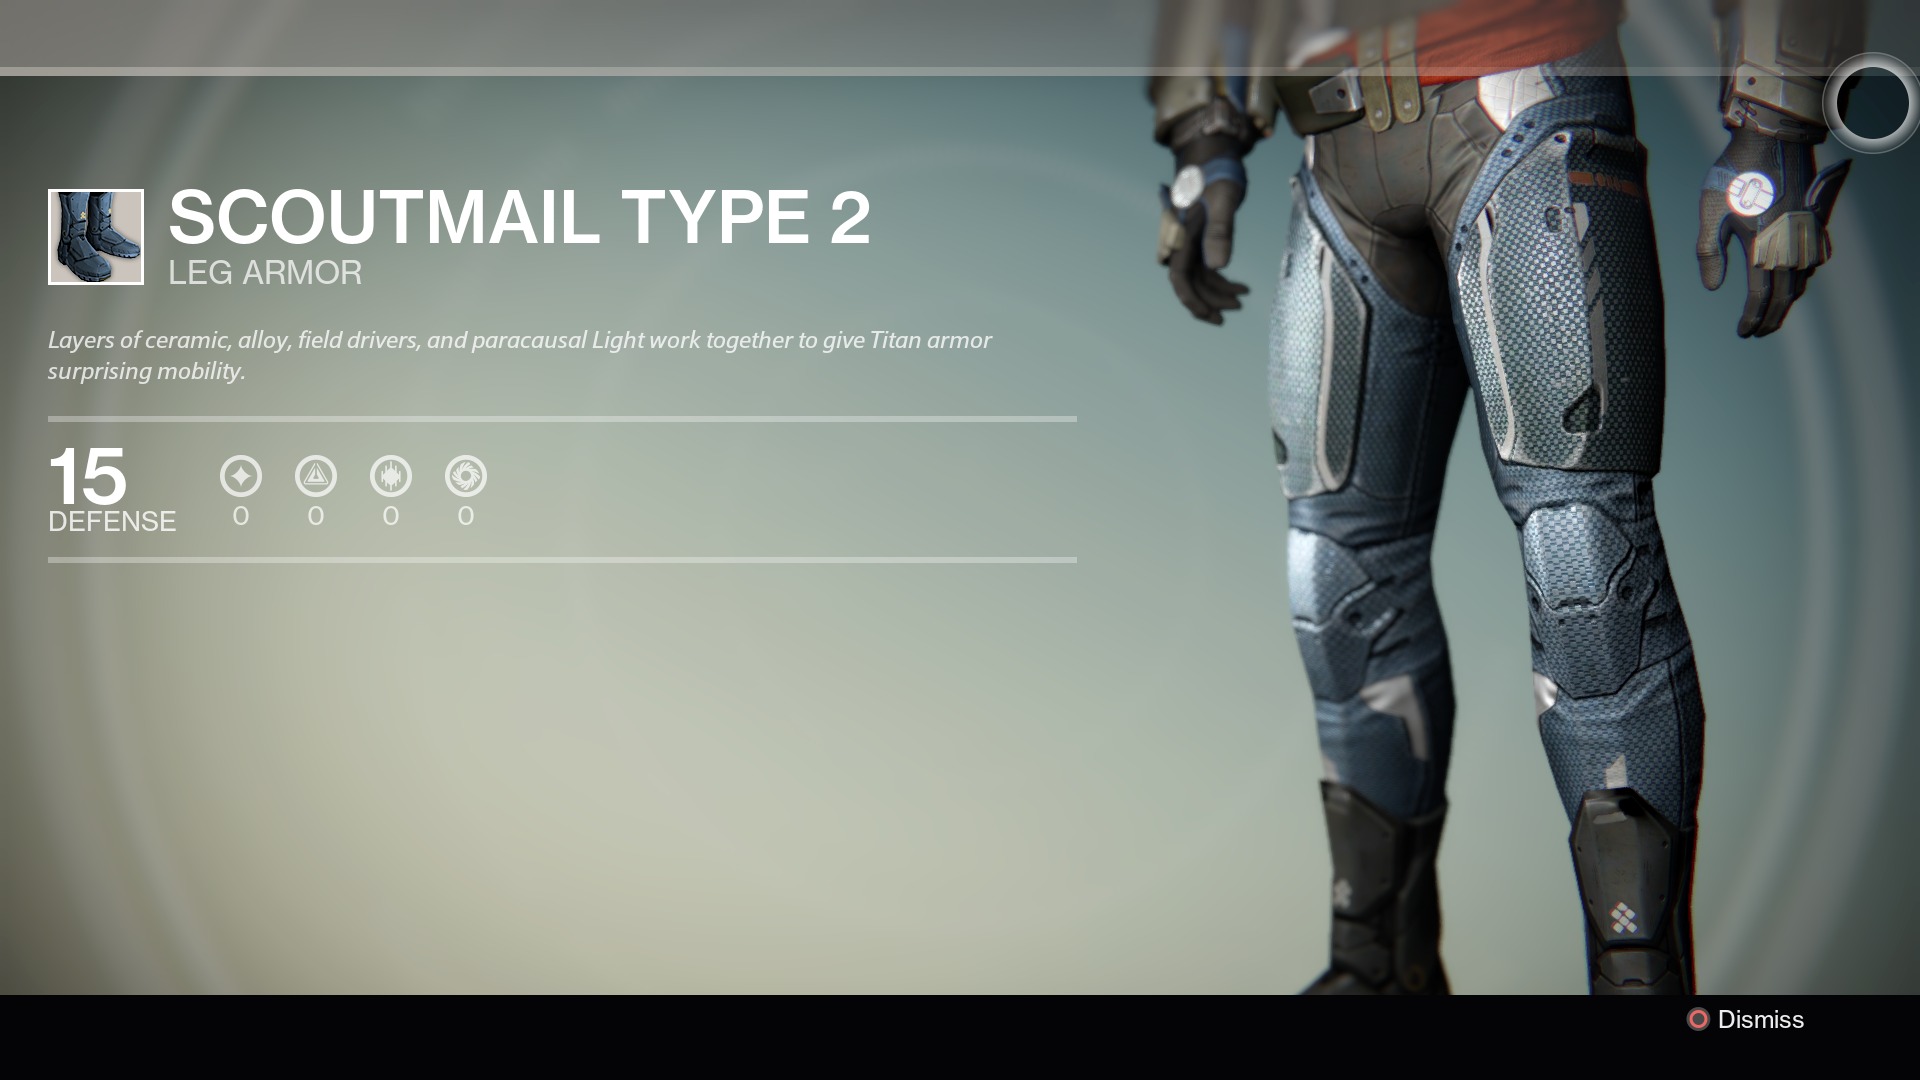 SCOUTMAIL TYPE 2
LEG ARMOR
Layers of ceramic, alloy, field drivers, and paracausal Light work together to give Titan armor
surprising mobility.
15
DEFENSE
0 0 0 0
Dismiss